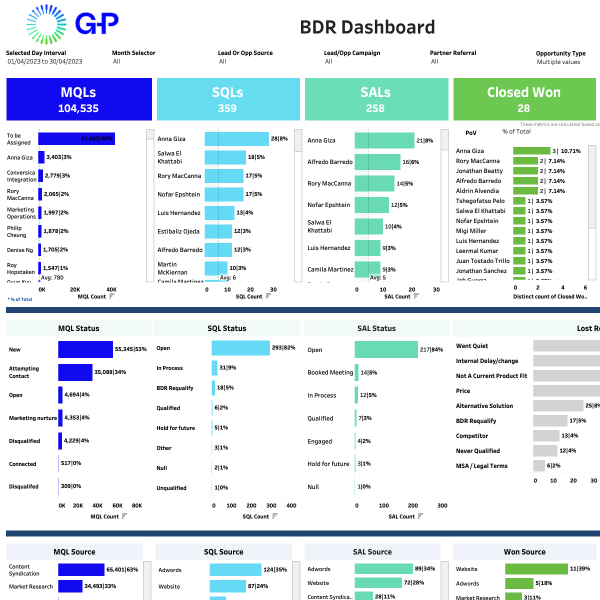 G-P
BDR Dashboard
Selected Day Interval
01/04/2023 to 30/04/2023
Month Selector
All
Lead Or Opp Source
All
Lead/Opp Campaign
All
Partner Referral
All
Opportunity Type
Multiple values
MQLs
104,535
SQLs
359
SALs
258
Closed Won
28
These metrics are calculated based on
To be Assigned
Anna Giza 3,403|3%
Conversica Integration 2,779|3%
Rory MacCanna 2,065|2%
Marketing Operations 1,997|2%
Philip Cheung 1,878|2%
Denise Ng 1,705|2%
Roy Hopstaken 1,547|1%
Avg: 780
0K 20K 40K
MQL Count
* % of Total
Anna Giza 28|8%
Salwa El Khattabi 18|5%
Rory MacCanna 17|5%
Nofar Epshtein 17|5%
Luis Hernandez 13|4%
Estibaliz Ojeda 12|3%
Alfredo Barredo 12|3%
Martin McKiernan 10|3%
Camila Martinez
Avg: 6
0 10 20 30
SQL Count
Anna Giza 21|8%
Alfredo Barredo 16|6%
Rory MacCanna 14|5%
Nofar Epshtein 12|5%
Salwa El Khattabi 10|4%
Luis Hernandez 9|3%
Camila Martinez 9|3%
Avg: 5
0 10 20 30
SAL Count
PoV
% of Total
Anna Giza 3| 10.71%
Rory MacCanna 2| 7.14%
Jonathan Beatty 2| 7.14%
Alfredo Barredo 2| 7.14%
Aldrin Alvendia 2| 7.14%
Tshegofatso Pelo 1| 3.57%
Salwa El Khattabi 1| 3.57%
Nofar Epshtein 1| 3.57%
Migi Miller 1| 3.57%
Luis Hernandez 1| 3.57%
Leermal Kumar 1| 3.57%
Juan Tostado Trillo 1| 3.57%
Jonathan Sanchez 1| 3.57%
0 2 4 6
Distinct count of Closed Wo..
MQL Status
New 55,345|53%
Attempting Contact 35,088|34%
Open 4,694|4%
Marketing nurture 4,353|4%
Disqualified 4,229|4%
Connected 517|0%
Disqualifed 309|0%
0K 20K 40K 60K 80K
MQL Count
SQL Status
Open 293|82%
In Process 31|9%
BDR Requalify 18|5%
Qualified 6|2%
Hold for future 5|1%
Other 3|1%
Null 2|1%
Unqualified 1|0%
0 100 200 300 400
SQL Count
SAL Status
Open 217|84%
Booked Meeting 14|5%
In Process 12|5%
Qualified 7|3%
Engaged 4|2%
Hold for future 3|1%
Null 1|0%
0 100 200 300
SAL Count
Lost R
Went Quiet
Internal Delay/change
Not A Current Product Fit
Price
Alternative Solution 25|8%
BDR Requalify 17|5%
Competitor 13|4%
Never Qualified 12|4%
MSA / Legal Terms 6|2%
0 10 20 30
MQL Source
Content Syndication 65,401|63%
Market Research 34,493|33%
SQL Source
Adwords 124|35%
Website 87|24%
SAL Source
Adwords 89|34%
Website 72|28%
Content Syndica.. 28|11%
Won Source
Website 11|39%
Adwords 5|18%
Market Research 3|11%